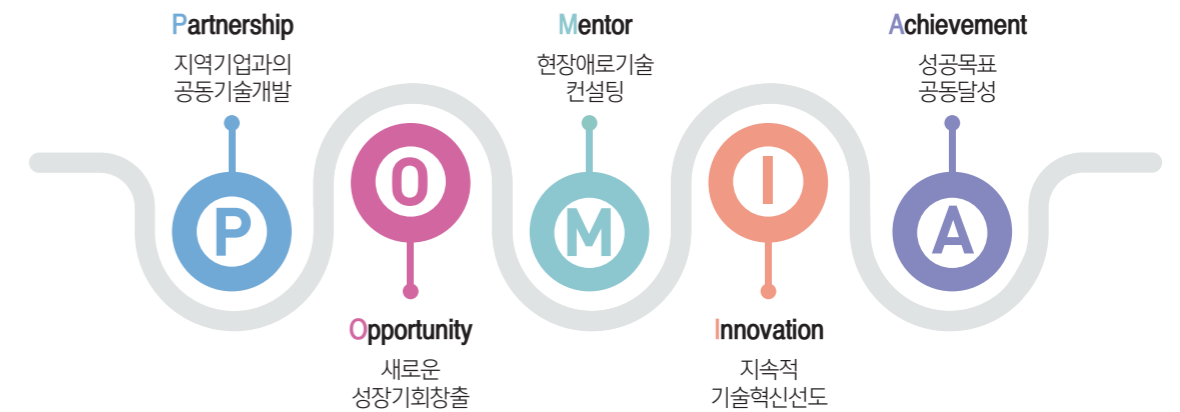 Partnership
지역기업과의
공동기술개발
P
Opportunity
새로운
성장기회창출
O
Mentor
현장애로기술
컨설팅
M
Innovation
지속적
기술혁신선도
I
Achievement
성공목표
공동달성
A